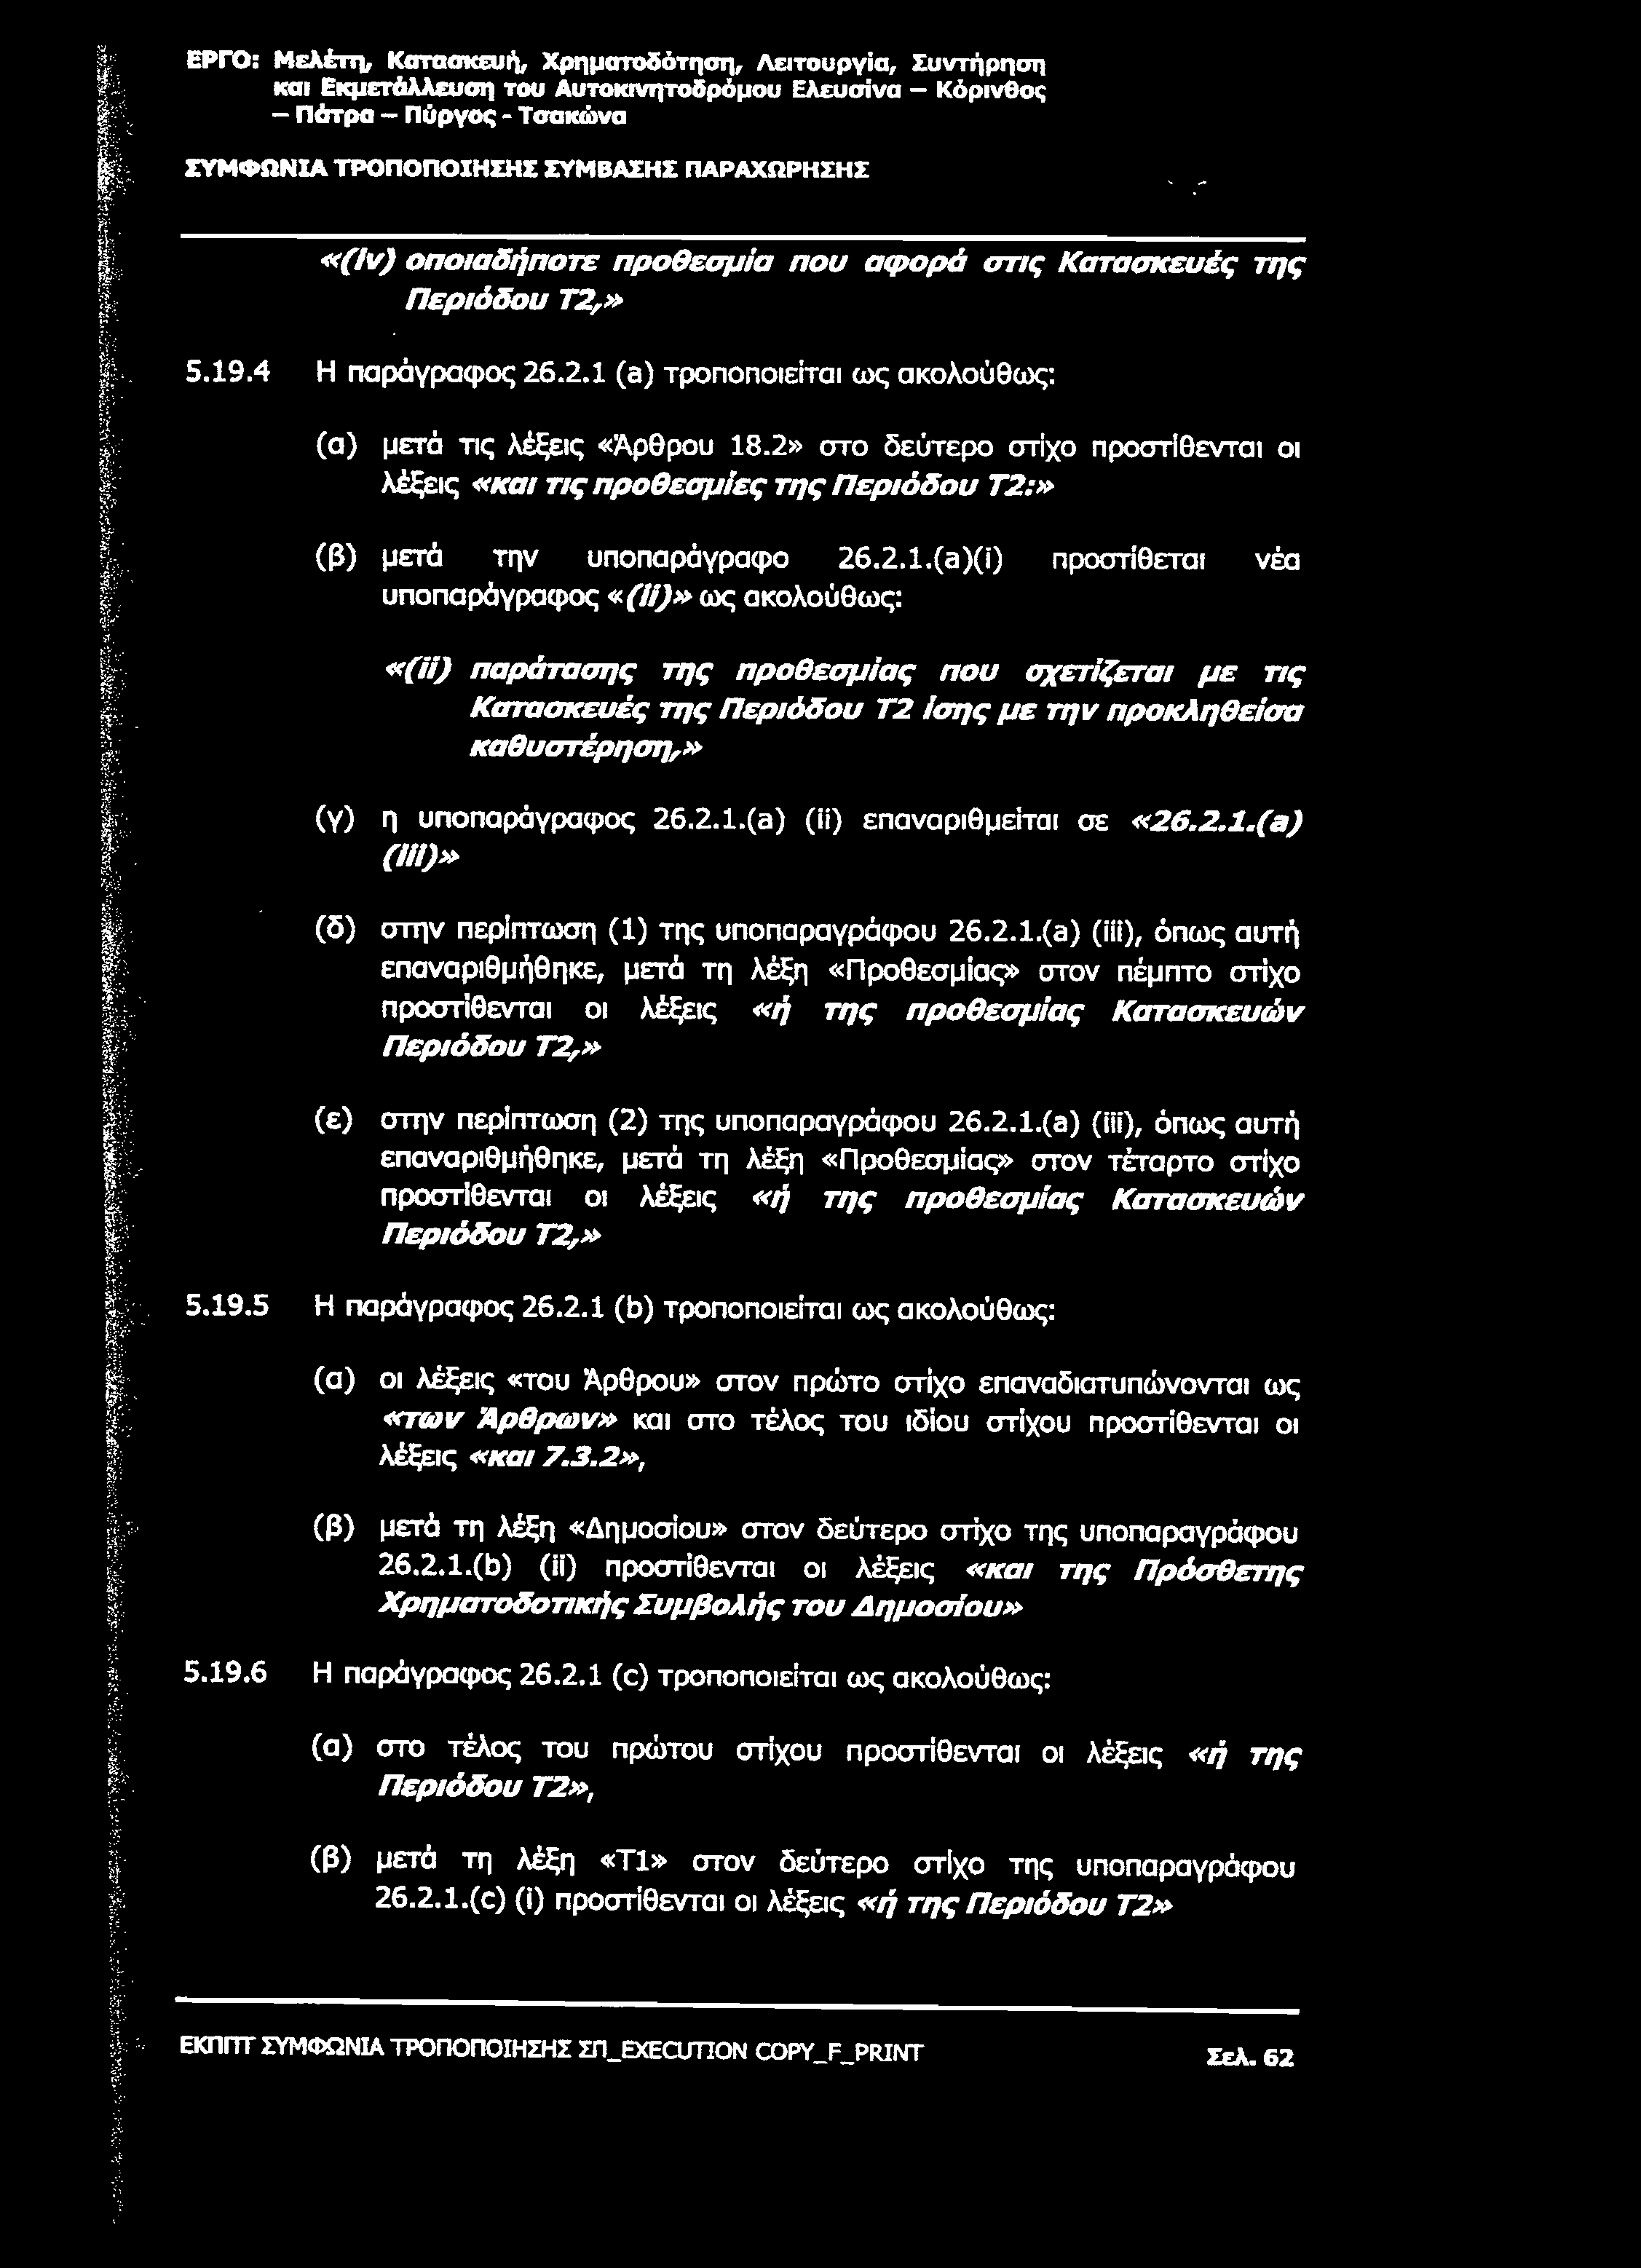 ΕΡΓΟ: Μελέτη, Κατασκευή, Χρηματοδότηση, Λειτουργία, Συντήρηση
και Εκμετάλλευση του Αυτοκινητοδρόμου Ελευσίνα – Κόρινθος
– Πάτρα – Πύργος - Τσακώνα
ΣΥΜΦΩΝΙΑ ΤΡΟΠΟΠΟΙΗΣΗΣ ΣΥΜΒΑΣΗΣ ΠΑΡΑΧΩΡΗΣΗΣ
«(iv) οποιαδήποτε προθεσμία που αφορά στις Κατασκευές της
Περιόδου Τ2,»
5.19.4 Η παράγραφος 26.2.1 (a) τροποποιείται ως ακολούθως:
(α) μετά τις λέξεις «Άρθρου 18.2» στο δεύτερο στίχο προστίθενται οι
λέξεις «και τις προθεσμίες της Περιόδου Τ2:»
(β) μετά την υποπαράγραφο 26.2.1.(a)(i) προστίθεται νέα
υποπαράγραφος «(ii)» ως ακολούθως:
«(ii) παράτασης της προθεσμίας που σχετίζεται με τις
Κατασκευές της Περιόδου Τ2 ίσης με την προκληθείσα
καθυστέρηση,»
(γ) η υποπαράγραφος 26.2.1.(a) (ii) επαναριθμείται σε «26.2.1.(a)
(iii)»
(δ) στην περίπτωση (1) της υποπαραγράφου 26.2.1.(a) (iii), όπως αυτή
επαναριθμήθηκε, μετά τη λέξη «Προθεσμίας» στον πέμπτο στίχο
προστίθενται οι λέξεις «ή της προθεσμίας Κατασκευών
Περιόδου Τ2,»
(ε) στην περίπτωση (2) της υποπαραγράφου 26.2.1.(a) (iii), όπως αυτή
επαναριθμήθηκε, μετά τη λέξη «Προθεσμίας» στον τέταρτο στίχο
προστίθενται οι λέξεις «ή της προθεσμίας Κατασκευών
Περιόδου Τ2,»
5.19.5 Η παράγραφος 26.2.1 (b) τροποποιείται ως ακολούθως:
(α) οι λέξεις «του Άρθρου» στον πρώτο στίχο επαναδιατυπώνονται ως
«των Άρθρων» και στο τέλος του ιδίου στίχου προστίθενται οι
λέξεις «και 7.3.2»,
(β) μετά τη λέξη «Δημοσίου» στον δεύτερο στίχο της υποπαραγράφου
26.2.1.(b) (ii) προστίθενται οι λέξεις «και της Πρόσθετης
Χρηματοδοτικής Συμβολής του Δημοσίου»
5.19.6 Η παράγραφος 26.2.1 (c) τροποποιείται ως ακολούθως:
(α) στο τέλος του πρώτου στίχου προστίθενται οι λέξεις «ή της
Περιόδου Τ2»,
(β) μετά τη λέξη «Τ1» στον δεύτερο στίχο της υποπαραγράφου
26.2.1.(c) (i) προστίθενται οι λέξεις «ή της Περιόδου Τ2»
ΕΚΠΠΤ ΣΥΜΦΩΝΙΑ ΤΡΟΠΟΠΟΙΗΣΗΣ ΣΠ_EXECUTION COPY_F_PRINT Σελ. 62